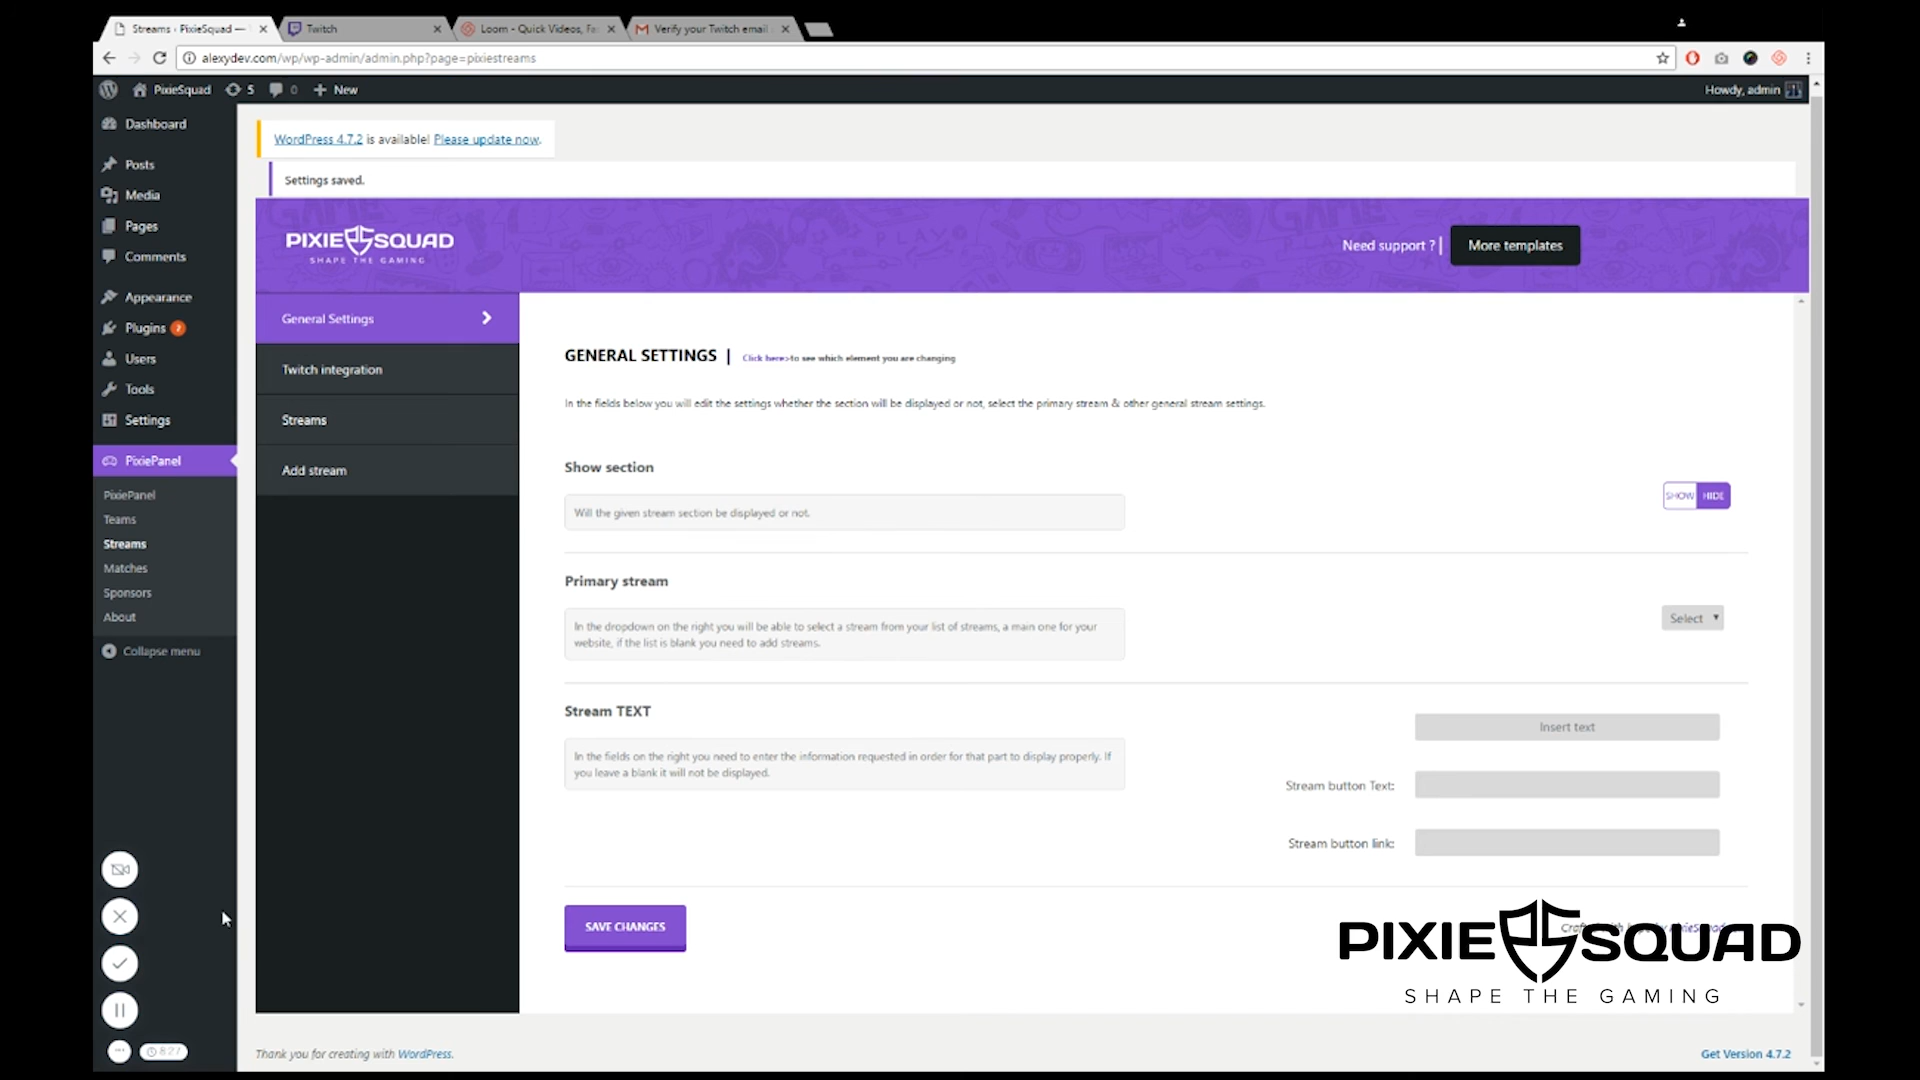 Streams ‹ PixieSquad —
Twitch
Loom - Quick Videos, Fa
Verify your Twitch email
alexydev.com/wp/wp-admin/admin.php?page=pixiestreams
PixieSquad
5
0
New
Howdy, admin
Dashboard
Posts
Media
Pages
Comments
Appearance
Plugins 7
Users
Tools
Settings
PixiePanel
PixiePanel
Teams
Streams
Matches
Sponsors
About
Collapse menu
8:27
WordPress 4.7.2 is available! Please update now.
Settings saved.
PIXIE SQUAD
SHAPE THE GAMING
Need support ? |
More templates
General Settings
Twitch integration
Streams
Add stream
GENERAL SETTINGS |
Click here>to see which element you are changing
In the fields below you will edit the settings whether the section will be displayed or not, select the primary stream & other general stream settings.
Show section
Will the given stream section be displayed or not.
SHOW HIDE
Primary stream
In the dropdown on the right you will be able to select a stream from your list of streams, a main one for your
website, if the list is blank you need to add streams.
Select
Stream TEXT
In the fields on the right you need to enter the information requested in order for that part to display properly. If
you leave a blank it will not be displayed.
Insert text
Stream button Text:
Stream button link:
SAVE CHANGES
PIXIE SQUAD
SHAPE THE GAMING
Thank you for creating with WordPress.
Get Version 4.7.2